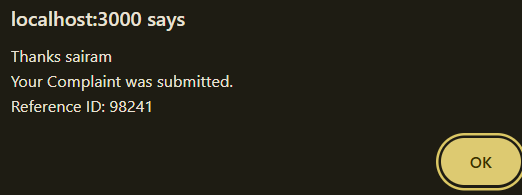 localhost:3000 says
Thanks sairam
Your Complaint was submitted.
Reference ID: 98241
OK